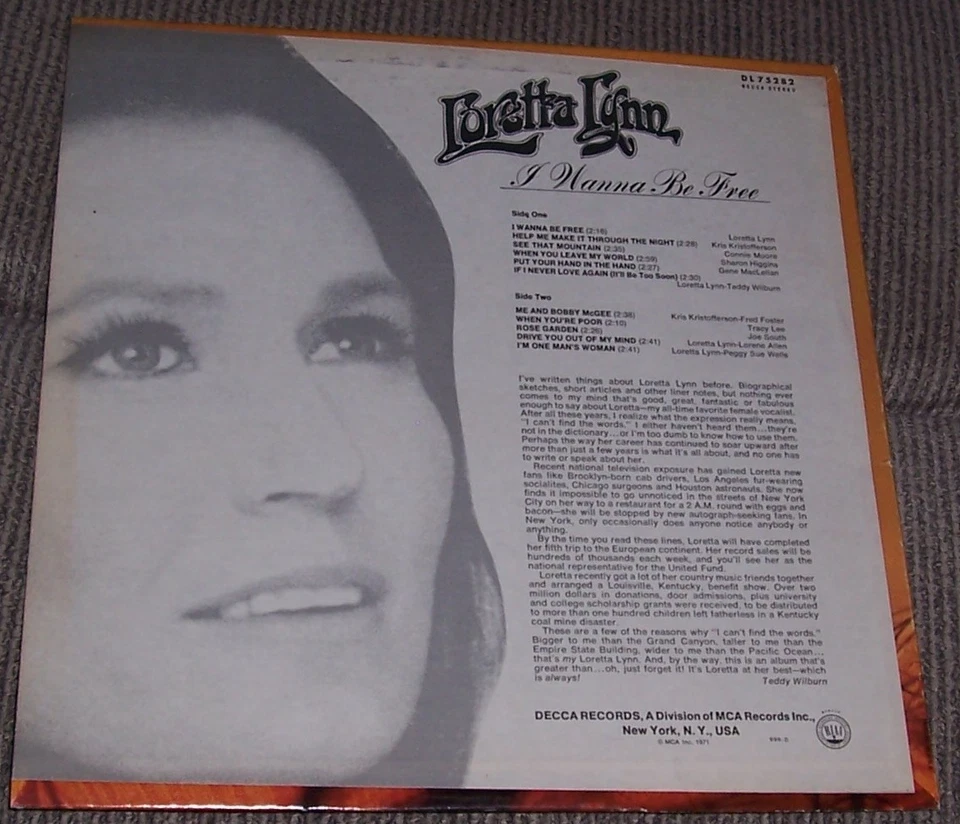 DL 75282
DECCA STEREO
Loretta Lynn
I Wanna Be Free
Side One
I WANNA BE FREE (2:16) Loretta Lynn
HELP ME MAKE IT THROUGH THE NIGHT (2:28) Kris Kristofferson
SEE THAT MOUNTAIN (2:35) Connie Moore
WHEN YOU LEAVE MY WORLD (2:59) Sharon Higgins
PUT YOUR HAND IN THE HAND (2:27) Gene MacLellan
IF I NEVER LOVE AGAIN (It'll Be Too Soon) (2:30)
Loretta Lynn-Teddy Wilburn
Side Two
ME AND BOBBY McGEE (2:38) Kris Kristofferson-Fred Foster
WHEN YOU'RE POOR (2:10) Tracy Lee
ROSE GARDEN (2:26) Joe South
DRIVE YOU OUT OF MY MIND (2:41) Loretta Lynn-Lorene Allen
I'M ONE MAN'S WOMAN (2:41) Loretta Lynn-Peggy Sue Wells
I've written things about Loretta Lynn before. Biographical
sketches, short articles and other liner notes, but nothing ever
comes to my mind that's good, great, fantastic or fabulous
enough to say about Loretta—my all-time favorite female vocalist.
After all these years, I realize what the expression really means,
"I can't find the words." I either haven't heard them...they're
not in the dictionary...or I'm too dumb to know how to use them.
Perhaps the way her career has continued to soar upward after
more than just a few years is what it's all about, and no one has
to write or speak about her.
Recent national television exposure has gained Loretta new
fans like Brooklyn-born cab drivers, Los Angeles fur-wearing
socialites, Chicago surgeons and Houston astronauts. She now
finds it impossible to go unnoticed in the streets of New York
City on her way to a restaurant for a 2 A.M. round with eggs and
bacon—she will be stopped by new autograph-seeking fans. In
New York, only occasionally does anyone notice anybody or
anything.
By the time you read these lines, Loretta will have completed
her fifth trip to the European continent. Her record sales will be
hundreds of thousands each week, and you'll see her as the
national representative for the United Fund.
Loretta recently got a lot of her country music friends together
and arranged a Louisville, Kentucky, benefit show. Over two
million dollars in donations, door admissions, plus university
and college scholarship grants were received, to be distributed
to more than one hundred children left fatherless in a Kentucky
coal mine disaster.
These are a few of the reasons why "I can't find the words."
Bigger to me than the Grand Canyon, taller to me than the
Empire State Building, wider to me than the Pacific Ocean...
that's my Loretta Lynn. And, by the way, this is an album that's
greater than...oh, just forget it! It's Loretta at her best—which
is always! Teddy Wilburn
DECCA RECORDS, A Division of MCA Records Inc.,
New York, N. Y., USA
© MCA Inc. 1971
RIAA